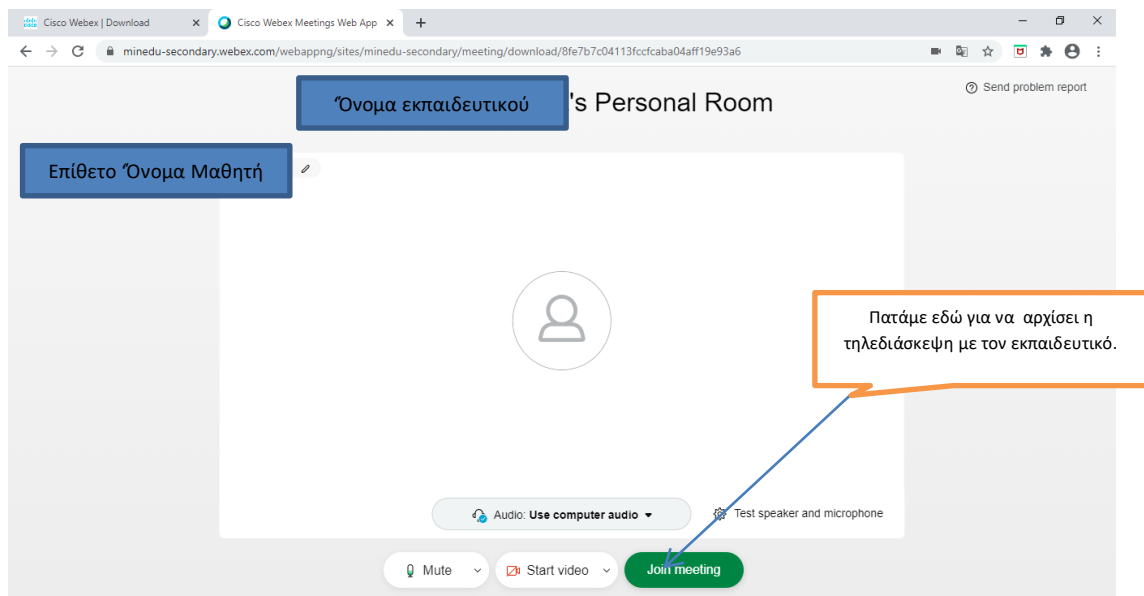 Cisco Webex | Download
Cisco Webex Meetings Web App
minedu-secondary.webex.com/webappng/sites/minedu-secondary/meeting/download/8fe7b7c04113fccfcaba04aff19e93a6
Send problem report
Όνομα εκπαιδευτικού 's Personal Room
Επίθετο Όνομα Μαθητή
Πατάμε εδώ για να αρχίσει η
τηλεδιάσκεψη με τον εκπαιδευτικό.
Audio: Use computer audio
Test speaker and microphone
Mute
Start video
Join meeting